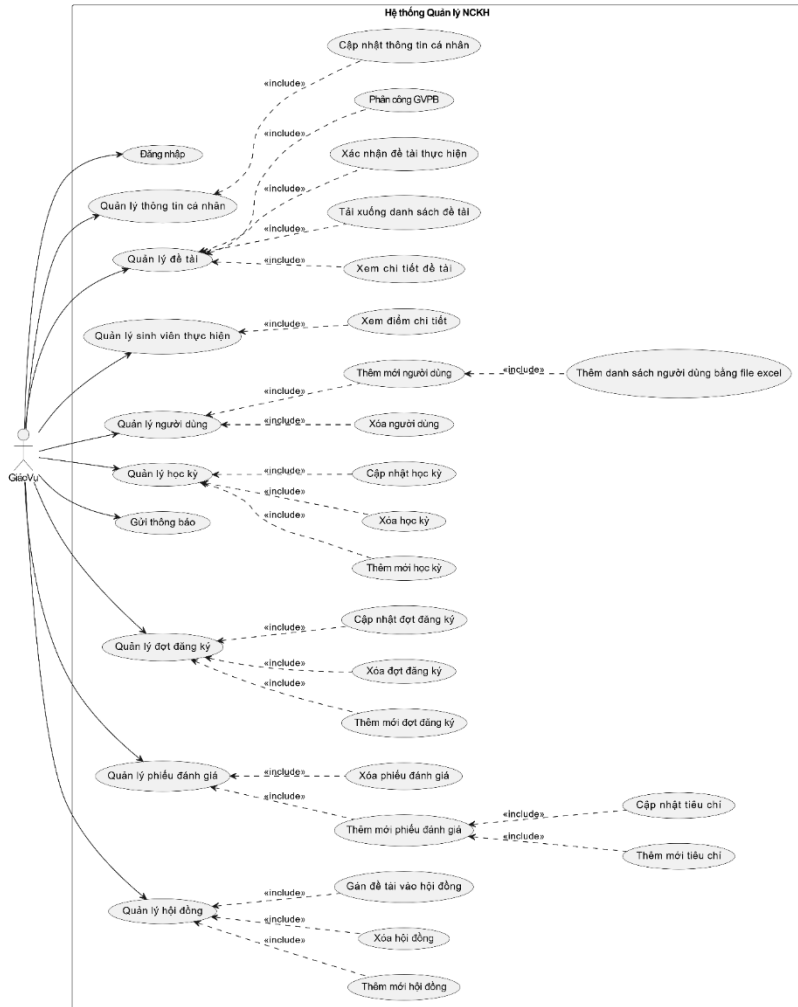 Hệ thống Quản lý NCKH
Cập nhật thông tin cá nhân
«include»
Phân công GVPB
«include»
Đăng nhập
Xác nhận đề tài thực hiện
«include»
Quản lý thông tin cá nhân
Tải xuống danh sách đề tài
«include»
Quản lý đề tài
«include»
Xem chi tiết đề tài
Xem điểm chi tiết
«include»
Quản lý sinh viên thực hiện
Thêm mới người dùng
«include»
Thêm danh sách người dùng bằng file excel
«include»
Quản lý người dùng
«include»
Xóa người dùng
GiáoVụ
Quản lý học kỳ
«include»
Cập nhật học kỳ
«include»
Xóa học kỳ
Gửi thông báo
«include»
Thêm mới học kỳ
Cập nhật đợt đăng ký
«include»
Quản lý đợt đăng ký
«include»
Xóa đợt đăng ký
«include»
Thêm mới đợt đăng ký
Quản lý phiếu đánh giá
«include»
Xóa phiếu đánh giá
«include»
Cập nhật tiêu chí
«include»
Thêm mới phiếu đánh giá
«include»
Thêm mới tiêu chí
Gán đề tài vào hội đồng
«include»
Quản lý hội đồng
«include»
Xóa hội đồng
«include»
Thêm mới hội đồng